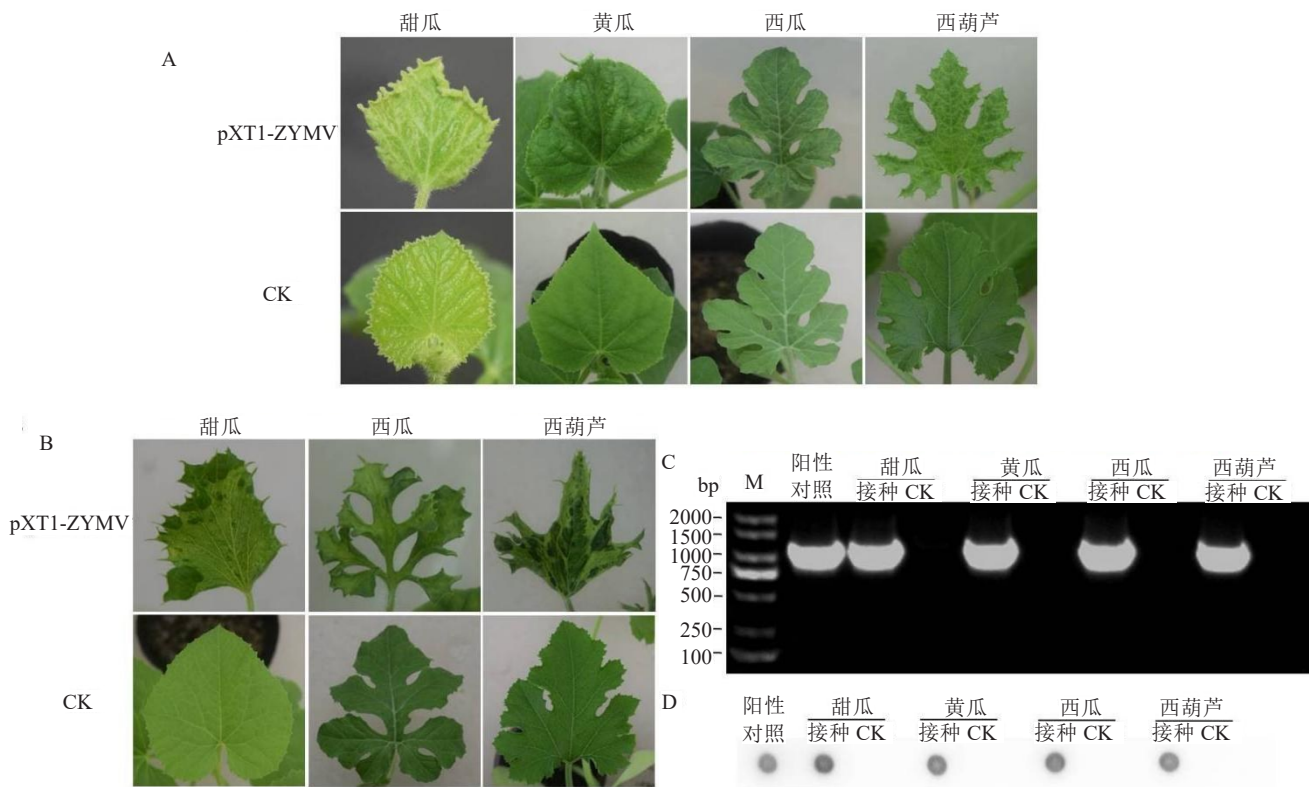 A
甜瓜 黄瓜 西瓜 西葫芦
pXT1-ZYMV
CK
B
甜瓜 西瓜 西葫芦
pXT1-ZYMV
CK
C
bp M 阳性对照 甜瓜 黄瓜 西瓜 西葫芦
接种 CK 接种 CK 接种 CK 接种 CK
2000
1500
1000
750
500
250
100
D
阳性 甜瓜 黄瓜 西瓜 西葫芦
对照 接种 CK 接种 CK 接种 CK 接种 CK